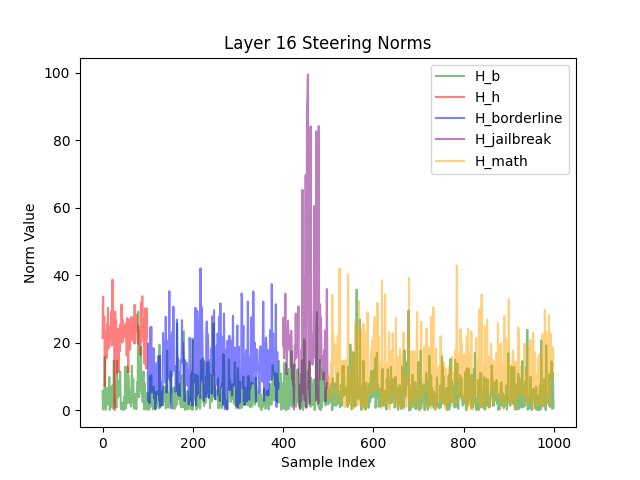 Layer 16 Steering Norms
100
80
60
40
20
0
Norm Value
H_b
H_h
H_borderline
H_jailbreak
H_math
0
200
400
600
800
1000
Sample Index